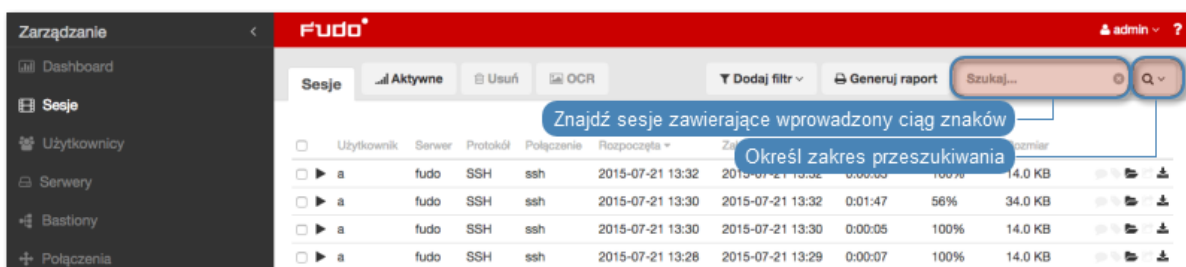 Zarządzanie
Fudo
admin
?
Dashboard
Sesje
Użytkownicy
Serwery
Bastiony
Połączenia
Sesje Aktywne Usuń OCR Dodaj filtr Generuj raport Szukaj...
Znajdź sesje zawierające wprowadzony ciąg znaków
Użytkownik Serwer Protokół Połączenie Rozpoczęta
Określ zakres przeszukiwania
a fudo SSH ssh 2015-07-21 13:32 2015-07-21 13:32 0:00:05 100% 14.0 KB
a fudo SSH ssh 2015-07-21 13:30 2015-07-21 13:32 0:01:47 56% 34.0 KB
a fudo SSH ssh 2015-07-21 13:30 2015-07-21 13:30 0:00:05 100% 14.0 KB
a fudo SSH ssh 2015-07-21 13:28 2015-07-21 13:29 0:00:07 100% 14.0 KB